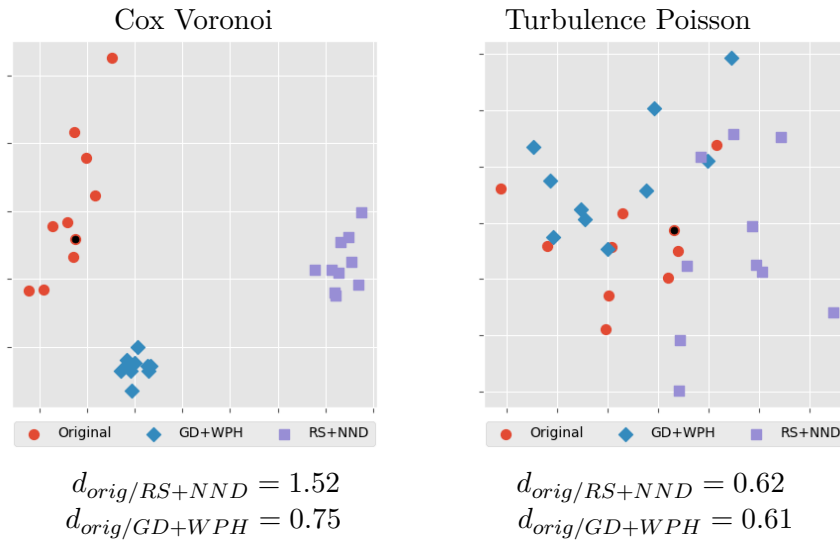 Cox Voronoi
Turbulence Poisson
Original GD+WPH RS+NND
Original GD+WPH RS+NND
d_{orig/RS+NND} = 1.52
d_{orig/GD+WPH} = 0.75
d_{orig/RS+NND} = 0.62
d_{orig/GD+WPH} = 0.61